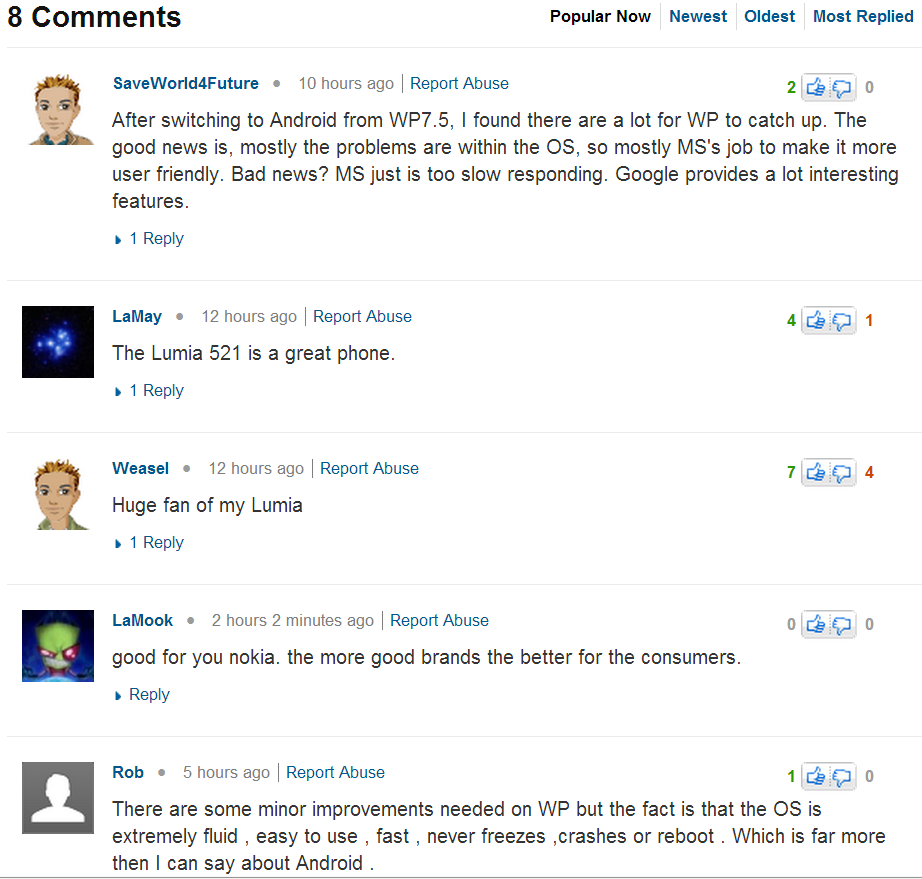 8 Comments
Popular Now | Newest | Oldest | Most Replied
SaveWorld4Future • 10 hours ago | Report Abuse
2 0
After switching to Android from WP7.5, I found there are a lot for WP to catch up. The
good news is, mostly the problems are within the OS, so mostly MS's job to make it more
user friendly. Bad news? MS just is too slow responding. Google provides a lot interesting
features.
1 Reply
LaMay • 12 hours ago | Report Abuse
4 1
The Lumia 521 is a great phone.
1 Reply
Weasel • 12 hours ago | Report Abuse
7 4
Huge fan of my Lumia
1 Reply
LaMook • 2 hours 2 minutes ago | Report Abuse
0 0
good for you nokia. the more good brands the better for the consumers.
Reply
Rob • 5 hours ago | Report Abuse
1 0
There are some minor improvements needed on WP but the fact is that the OS is
extremely fluid , easy to use , fast , never freezes ,crashes or reboot . Which is far more
then I can say about Android .